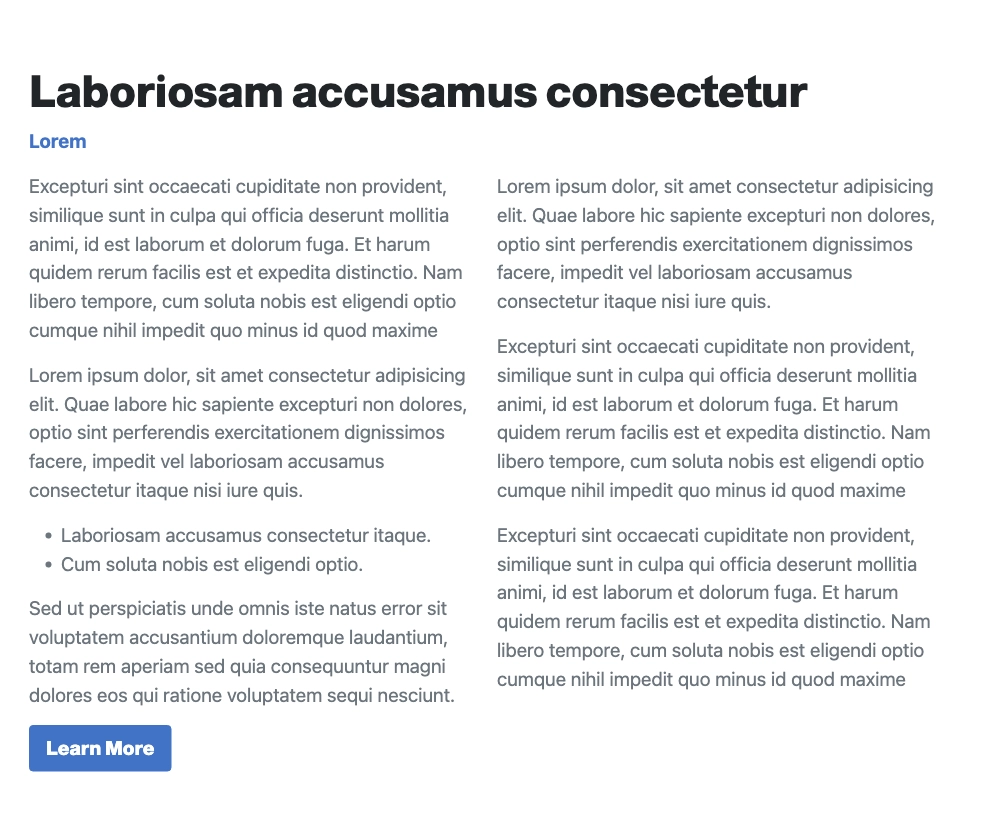 Laboriosam accusamus consectetur
Lorem
Excepturi sint occaecati cupiditate non provident,
similique sunt in culpa qui officia deserunt mollitia
animi, id est laborum et dolorum fuga. Et harum
quidem rerum facilis est et expedita distinctio. Nam
libero tempore, cum soluta nobis est eligendi optio
cumque nihil impedit quo minus id quod maxime
Lorem ipsum dolor, sit amet consectetur adipisicing
elit. Quae labore hic sapiente excepturi non dolores,
optio sint perferendis exercitationem dignissimos
facere, impedit vel laboriosam accusamus
consectetur itaque nisi iure quis.
• Laboriosam accusamus consectetur itaque.
• Cum soluta nobis est eligendi optio.
Sed ut perspiciatis unde omnis iste natus error sit
voluptatem accusantium doloremque laudantium,
totam rem aperiam sed quia consequuntur magni
dolores eos qui ratione voluptatem sequi nesciunt.
Learn More
Lorem ipsum dolor, sit amet consectetur adipisicing
elit. Quae labore hic sapiente excepturi non dolores,
optio sint perferendis exercitationem dignissimos
facere, impedit vel laboriosam accusamus
consectetur itaque nisi iure quis.
Excepturi sint occaecati cupiditate non provident,
similique sunt in culpa qui officia deserunt mollitia
animi, id est laborum et dolorum fuga. Et harum
quidem rerum facilis est et expedita distinctio. Nam
libero tempore, cum soluta nobis est eligendi optio
cumque nihil impedit quo minus id quod maxime
Excepturi sint occaecati cupiditate non provident,
similique sunt in culpa qui officia deserunt mollitia
animi, id est laborum et dolorum fuga. Et harum
quidem rerum facilis est et expedita distinctio. Nam
libero tempore, cum soluta nobis est eligendi optio
cumque nihil impedit quo minus id quod maxime